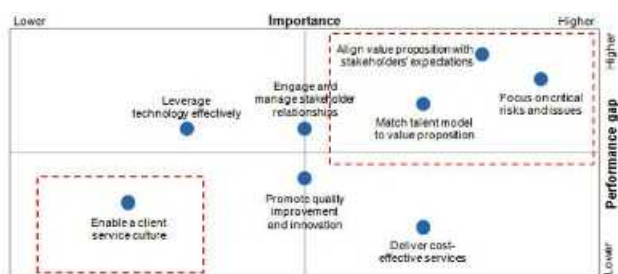 Lower
Importance
Higher
Align value proposition with
stakeholders' expectations
Higher
Engage and
manage stakeholder
relationships
Leverage
technology effectively
Focus on critical
risks and issues
Match talent model
to value proposition
Performance gap
Promote quality
improvement
and innovation
Enable a client
service culture
Deliver cost-
effective services
Lower